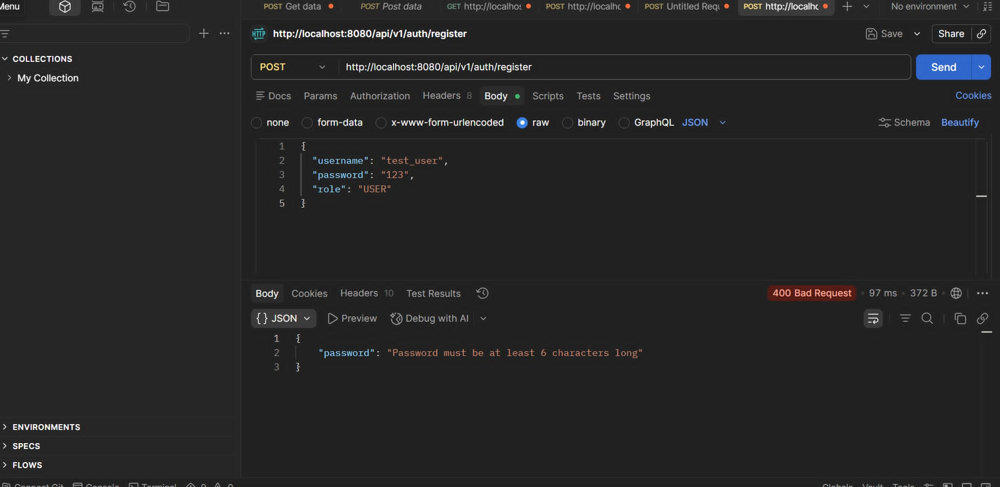 Menu
POST Get data
POST Post data
GET http://localhos
POST http://localhc
POST Untitled Requ
POST http://localhc
No environment
HTTP http://localhost:8080/api/v1/auth/register
Save
Share
COLLECTIONS
My Collection
POST http://localhost:8080/api/v1/auth/register
Send
Docs Params Authorization Headers 8 Body Scripts Tests Settings
Cookies
none form-data x-www-form-urlencoded raw binary GraphQL JSON
Schema Beautify
1 {
2 "username": "test_user",
3 "password": "123",
4 "role": "USER"
5 }
Body Cookies Headers 10 Test Results
400 Bad Request • 97 ms • 372 B
{} JSON Preview Debug with AI
1 {
2 "password": "Password must be at least 6 characters long"
3 }
ENVIRONMENTS
SPECS
FLOWS
Connect Git Console Terminal 0 0
Globals Vault Tools